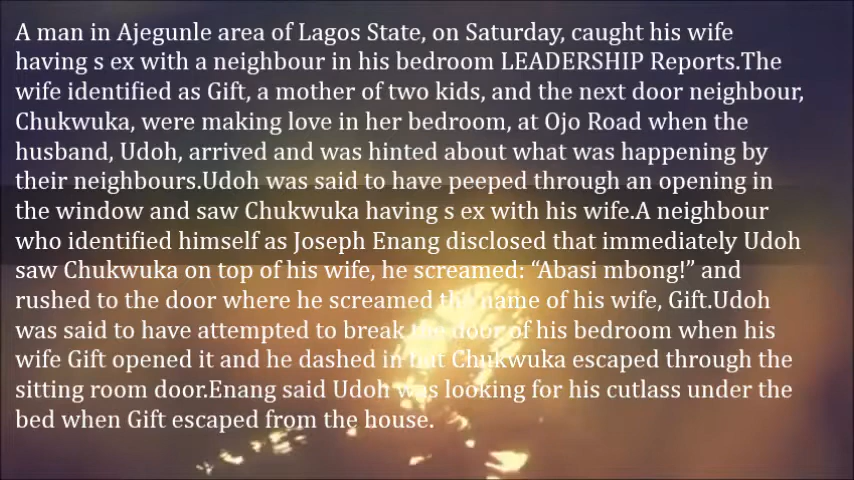 A man in Ajegunle area of Lagos State, on Saturday, caught his wife
having s ex with a neighbour in his bedroom LEADERSHIP Reports.The
wife identified as Gift, a mother of two kids, and the next door neighbour,
Chukwuka, were making love in her bedroom, at Ojo Road when the
husband, Udoh, arrived and was hinted about what was happening by
their neighbours.Udoh was said to have peeped through an opening in
the window and saw Chukwuka having s ex with his wife.A neighbour
who identified himself as Joseph Enang disclosed that immediately Udoh
saw Chukwuka on top of his wife, he screamed: “Abasi mbong!” and
rushed to the door where he screamed the name of his wife, Gift.Udoh
was said to have attempted to break the door of his bedroom when his
wife Gift opened it and he dashed in but Chukwuka escaped through the
sitting room door.Enang said Udoh was looking for his cutlass under the
bed when Gift escaped from the house.